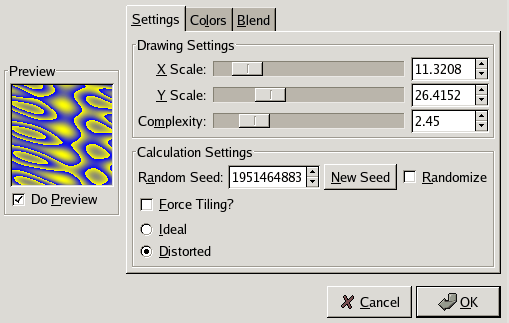 Settings Colors Blend
Preview
Do Preview
Drawing Settings
X Scale: 11.3208
Y Scale: 26.4152
Complexity: 2.45
Calculation Settings
Random Seed: 1951464883 New Seed Randomize
Force Tiling?
Ideal
Distorted
Cancel OK